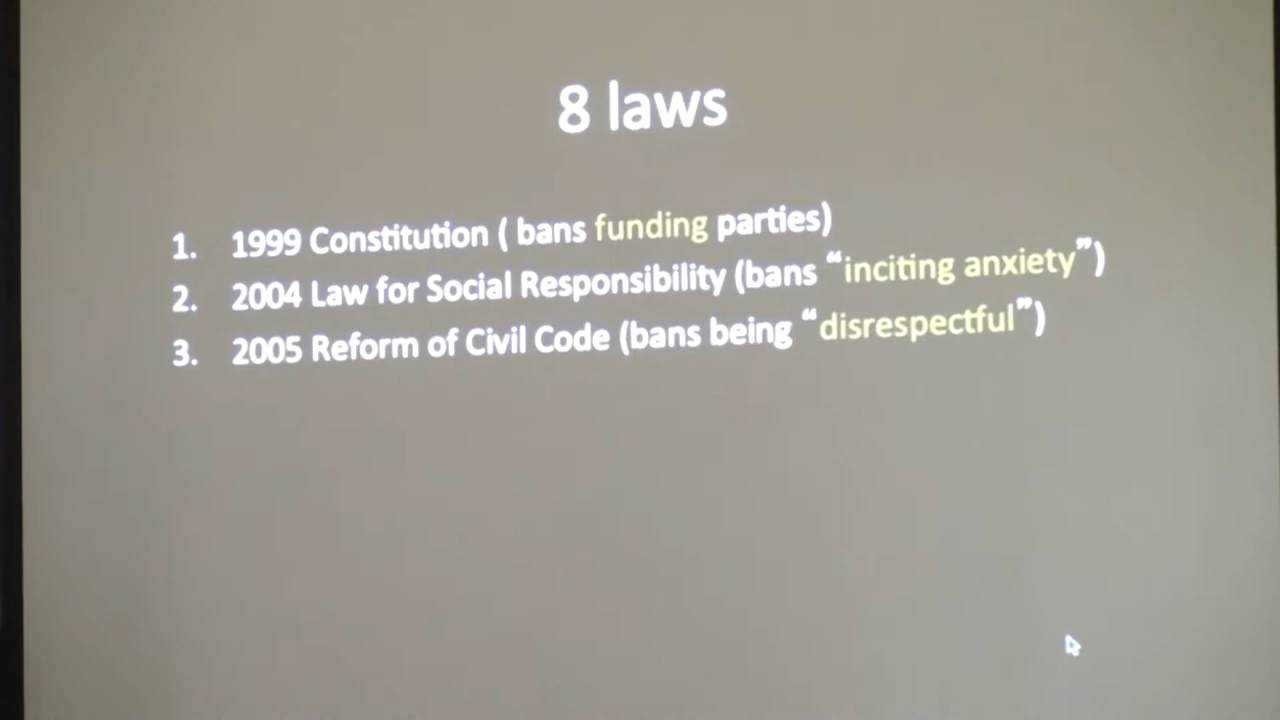 8 laws
1. 1999 Constitution ( bans funding parties)
2. 2004 Law for Social Responsibility (bans “inciting anxiety”)
3. 2005 Reform of Civil Code (bans being “disrespectful”)